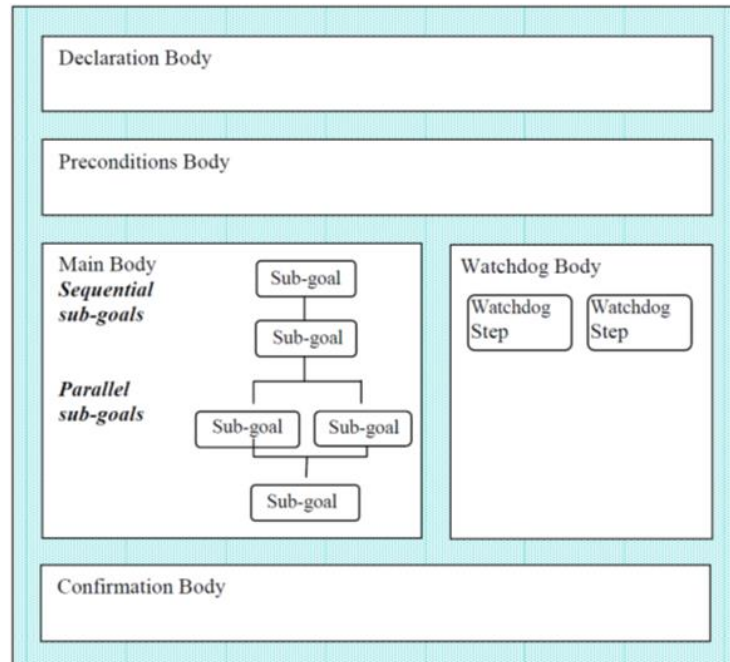 Declaration Body
Preconditions Body
Main Body
Sequential
sub-goals
Sub-goal
Sub-goal
Parallel
sub-goals
Sub-goal
Sub-goal
Sub-goal
Watchdog Body
Watchdog
Step
Watchdog
Step
Confirmation Body